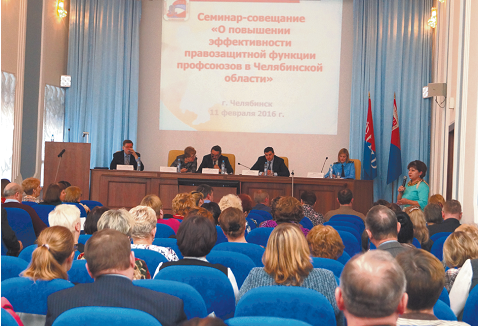 Семинар-совещание
«О повышении
эффективности
правозащитной функции
профсоюзов в Челябинской
области»
г. Челябинск
11 февраля 2016 г.